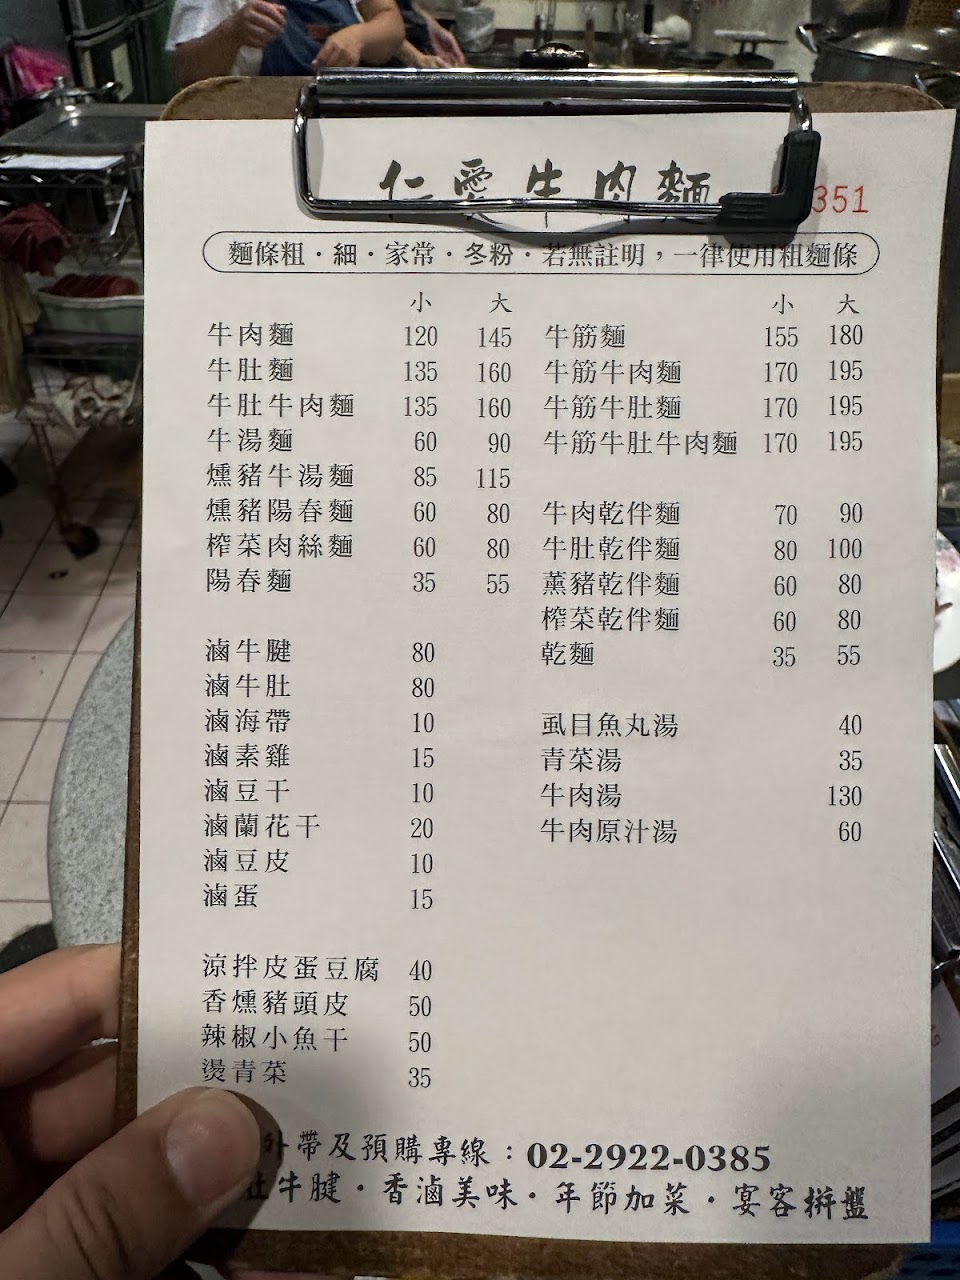 仁愛牛肉麵
351
麵條粗・細・家常・冬粉・若無註明，一律使用粗麵條
小 大
牛肉麵 120 145
牛肚麵 135 160
牛肚牛肉麵 135 160
牛湯麵 60 90
燻豬牛湯麵 85 115
燻豬陽春麵 60 80
榨菜肉絲麵 60 80
陽春麵 35 55
滷牛腱 80
滷牛肚 80
滷海帶 10
滷素雞 15
滷豆干 10
滷蘭花干 20
滷豆皮 10
滷蛋 15
涼拌皮蛋豆腐 40
香燻豬頭皮 50
辣椒小魚干 50
燙青菜 35
小 大
牛筋麵 155 180
牛筋牛肉麵 170 195
牛筋牛肚麵 170 195
牛筋牛肚牛肉麵 170 195
牛肉乾伴麵 70 90
牛肚乾伴麵 80 100
薰豬乾伴麵 60 80
榨菜乾伴麵 60 80
乾麵 35 55
虱目魚丸湯 40
青菜湯 35
牛肉湯 130
牛肉原汁湯 60
外帶及預購專線：02-2922-0385
牛腱・香滷美味・年節加菜・宴客拼盤